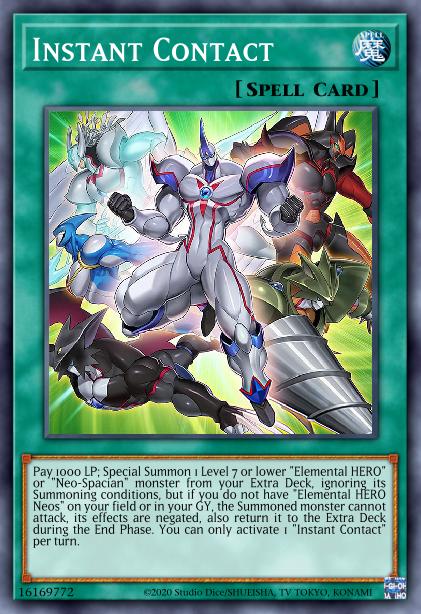 INSTANT CONTACT
SPELL
魔
[SPELL CARD]
Pay 1000 LP; Special Summon 1 Level 7 or lower "Elemental HERO"
or "Neo-Spacian" monster from your Extra Deck, ignoring its
Summoning conditions, but if you do not have "Elemental HERO
Neos" on your field or in your GY, the Summoned monster cannot
attack, its effects are negated, also return it to the Extra Deck
during the End Phase. You can only activate 1 "Instant Contact"
per turn.
16169772 ©2020 Studio Dice/SHUEISHA, TV TOKYO, KONAMI